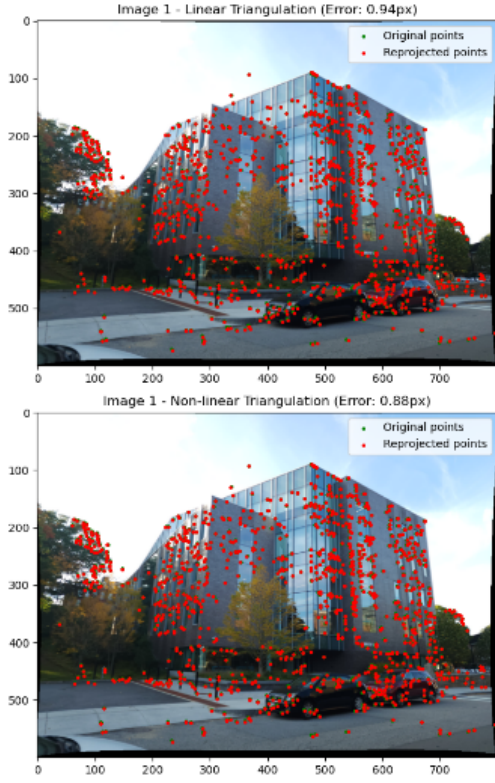 Image 1 - Linear Triangulation (Error: 0.94px)
0
100
200
300
400
500
Original points
Reprojected points
0 100 200 300 400 500 600 700
Image 1 - Non-linear Triangulation (Error: 0.88px)
0
100
200
300
400
500
Original points
Reprojected points
0 100 200 300 400 500 600 700